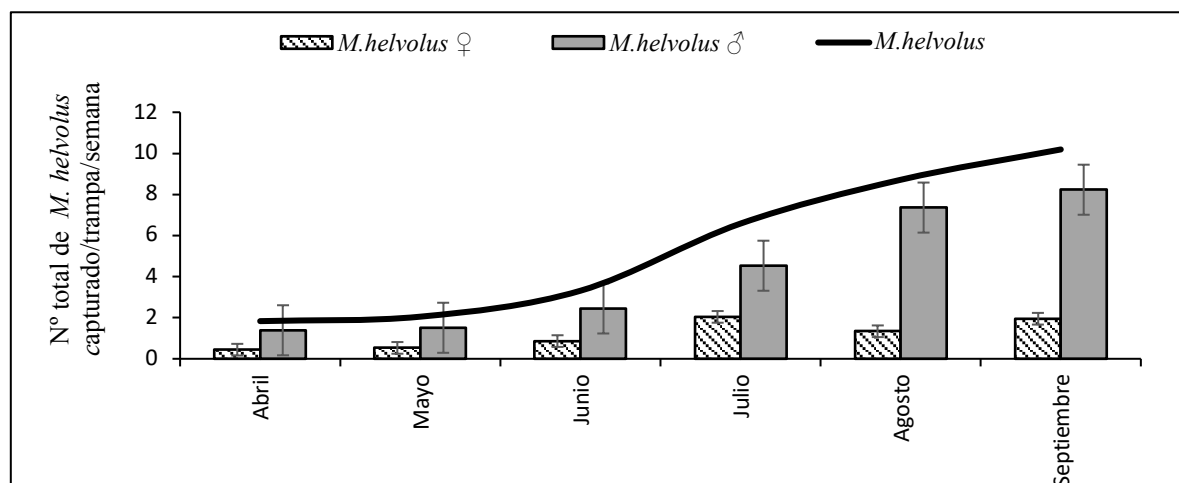 M.helvolus ♀ M.helvolus ♂ M.helvolus
Nº total de M. helvolus
capturado/trampa/semana
12
10
8
6
4
2
0
Abril
Mayo
Junio
Julio
Agosto
Septiembre